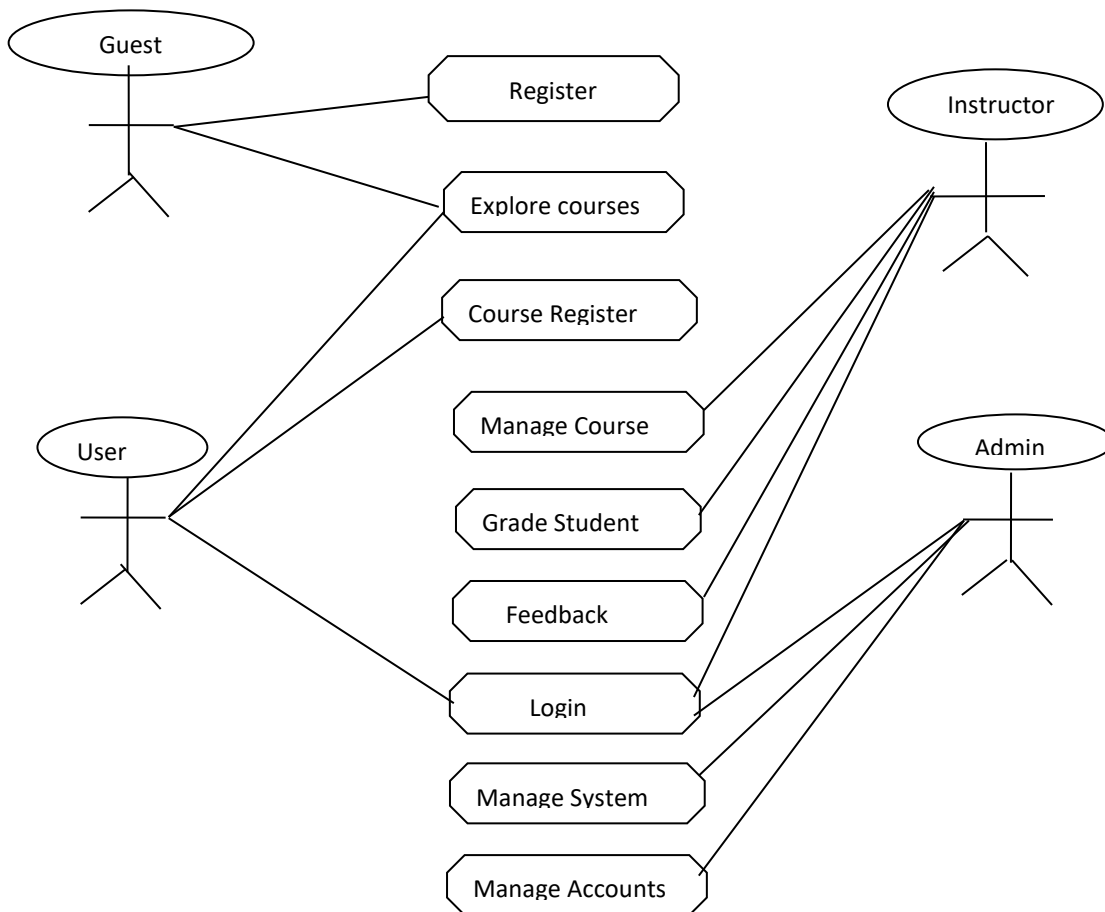 Guest
Register
Instructor
Explore courses
Course Register
Manage Course
User
Admin
Grade Student
Feedback
Login
Manage System
Manage Accounts